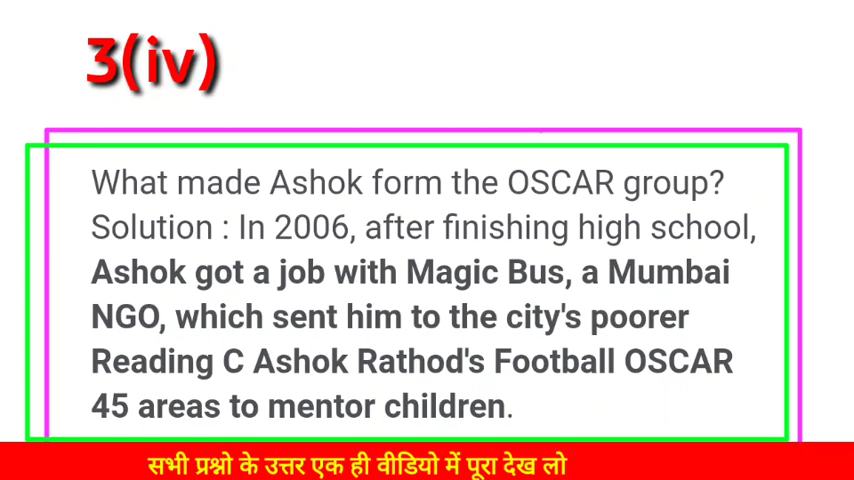 3(iv)
What made Ashok form the OSCAR group?
Solution : In 2006, after finishing high school,
Ashok got a job with Magic Bus, a Mumbai
NGO, which sent him to the city's poorer
Reading C Ashok Rathod's Football OSCAR
45 areas to mentor children.
सभी प्रश्नो के उत्तर एक ही वीडियो में पूरा देख लो